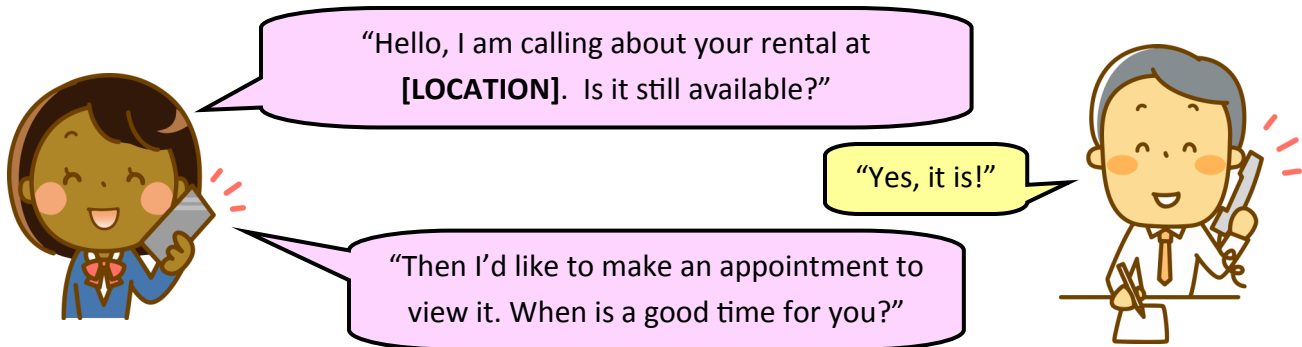 “Hello, I am calling about your rental at
[LOCATION].  Is it still available?”
“Yes, it is!”
“Then I’d like to make an appointment to
view it. When is a good time for you?”